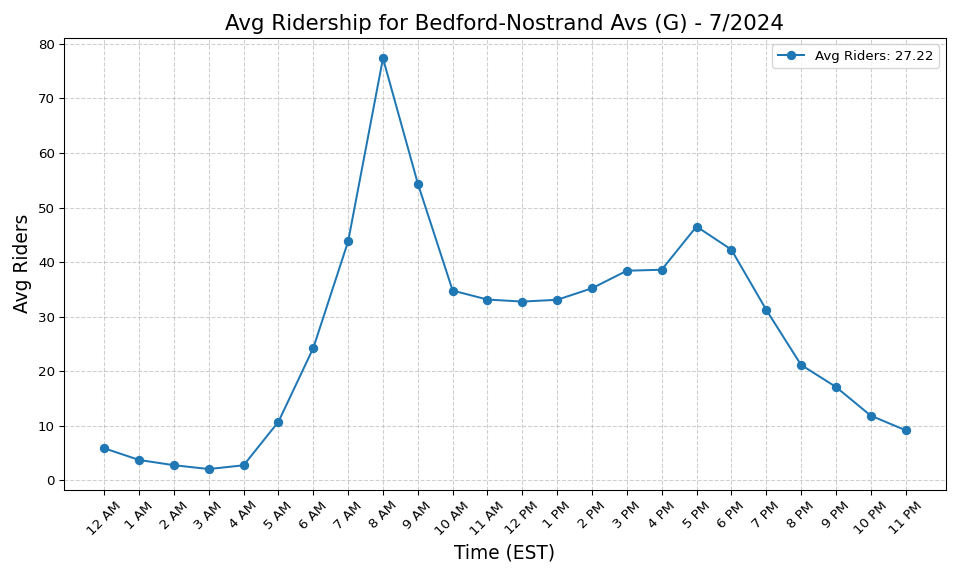 Avg Ridership for Bedford-Nostrand Avs (G) - 7/2024
Avg Riders: 27.22
80
70
60
50
40
30
20
10
0
Avg Riders
12 AM
1 AM
2 AM
3 AM
4 AM
5 AM
6 AM
7 AM
8 AM
9 AM
10 AM
11 AM
12 PM
1 PM
2 PM
3 PM
4 PM
5 PM
6 PM
7 PM
8 PM
9 PM
10 PM
11 PM
Time (EST)